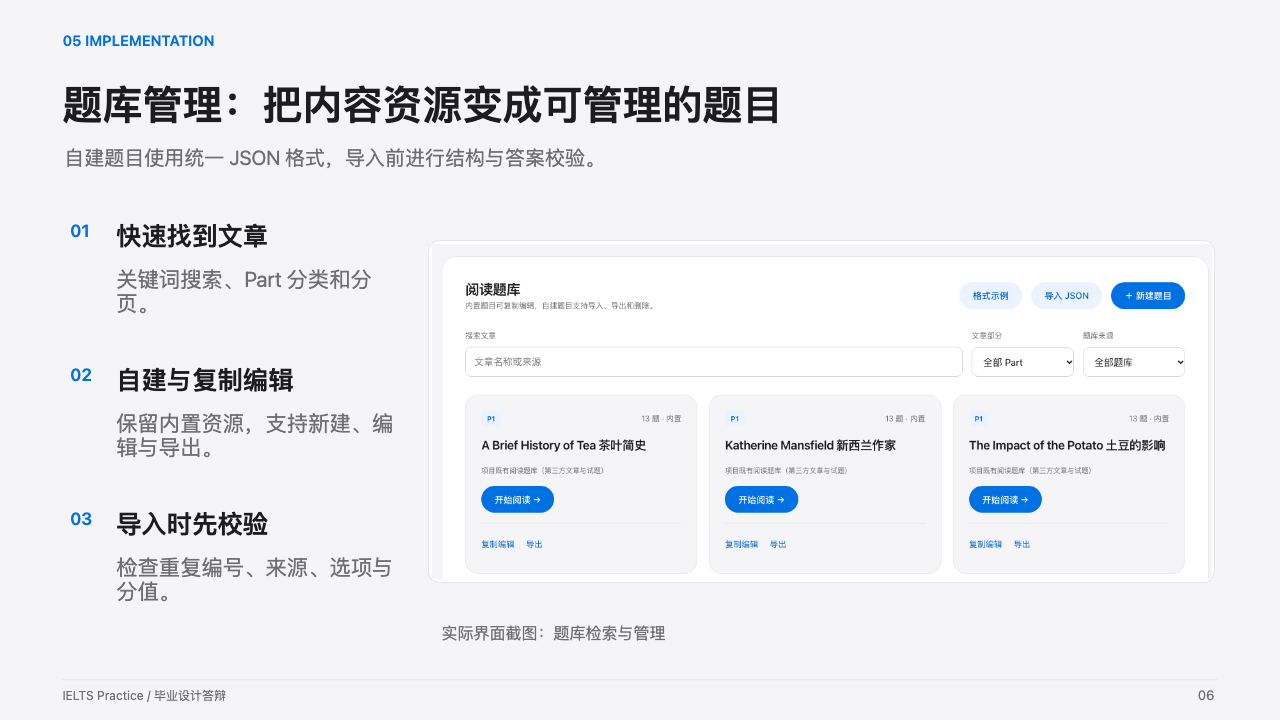 05 IMPLEMENTATION
题库管理：把内容资源变成可管理的题目
自建题目使用统一 JSON 格式，导入前进行结构与答案校验。
01
快速找到文章
关键词搜索、Part 分类和分
页。
02
自建与复制编辑
保留内置资源，支持新建、编
辑与导出。
03
导入时先校验
检查重复编号、来源、选项与
分值。
阅读题库
内置题目可复制编辑，自建题目支持导入、导出和删除。
格式示例
导入 JSON
＋ 新建题目
搜索文章
文章部分
题库来源
文章名称或来源
全部 Part
全部题库
P1
13 题 · 内置
A Brief History of Tea 茶叶简史
项目既有阅读题库（第三方文章与试题）
开始阅读 →
复制编辑 导出
P1
13 题 · 内置
Katherine Mansfield 新西兰作家
项目既有阅读题库（第三方文章与试题）
开始阅读 →
复制编辑 导出
P1
13 题 · 内置
The Impact of the Potato 土豆的影响
项目既有阅读题库（第三方文章与试题）
开始阅读 →
复制编辑 导出
实际界面截图：题库检索与管理
IELTS Practice / 毕业设计答辩
06